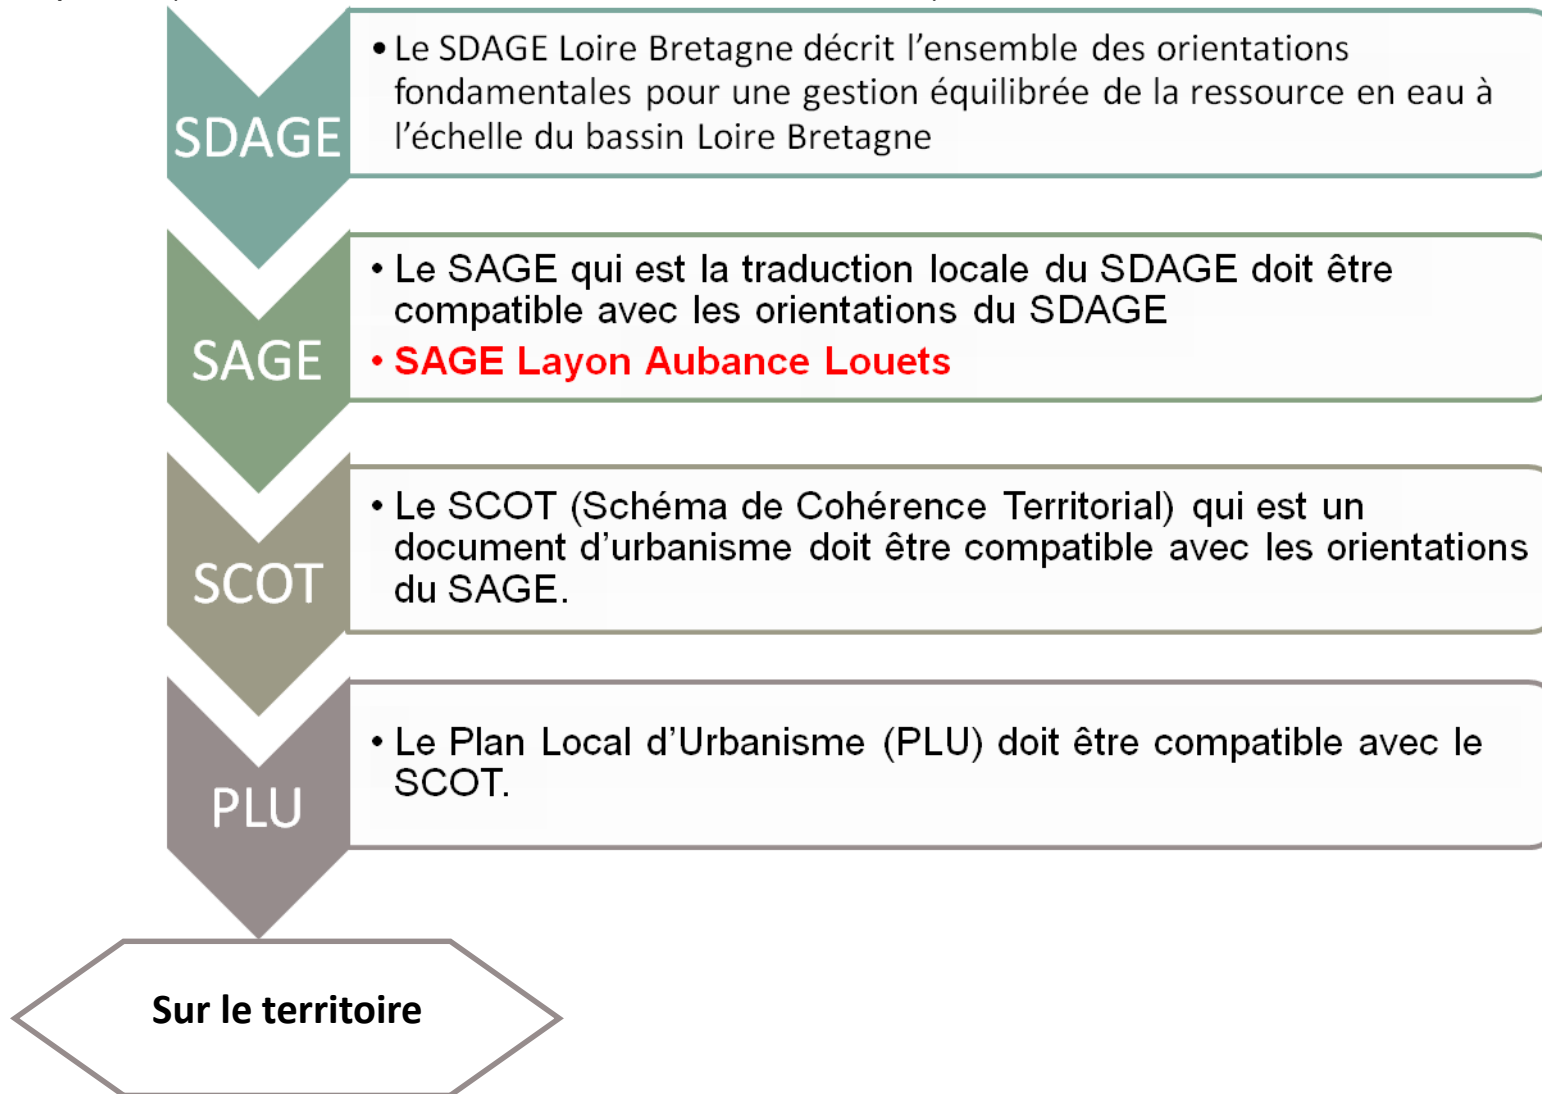 SDAGE
• Le SDAGE Loire Bretagne décrit l’ensemble des orientations
fondamentales pour une gestion équilibrée de la ressource en eau à
l’échelle du bassin Loire Bretagne
SAGE
• Le SAGE qui est la traduction locale du SDAGE doit être
compatible avec les orientations du SDAGE
• SAGE Layon Aubance Louets
SCOT
• Le SCOT (Schéma de Cohérence Territorial) qui est un
document d’urbanisme doit être compatible avec les orientations
du SAGE.
PLU
• Le Plan Local d’Urbanisme (PLU) doit être compatible avec le
SCOT.
Sur le territoire